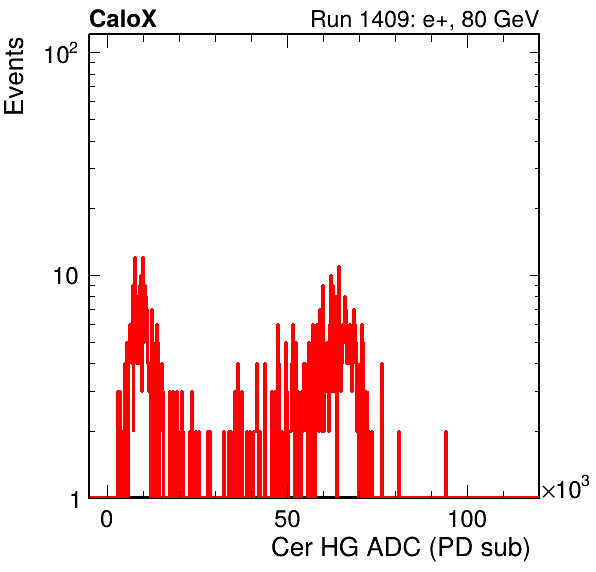 CaloX Run 1409: e+, 80 GeV
Events
10²
10
1
0 50 100 ×10³
Cer HG ADC (PD sub)